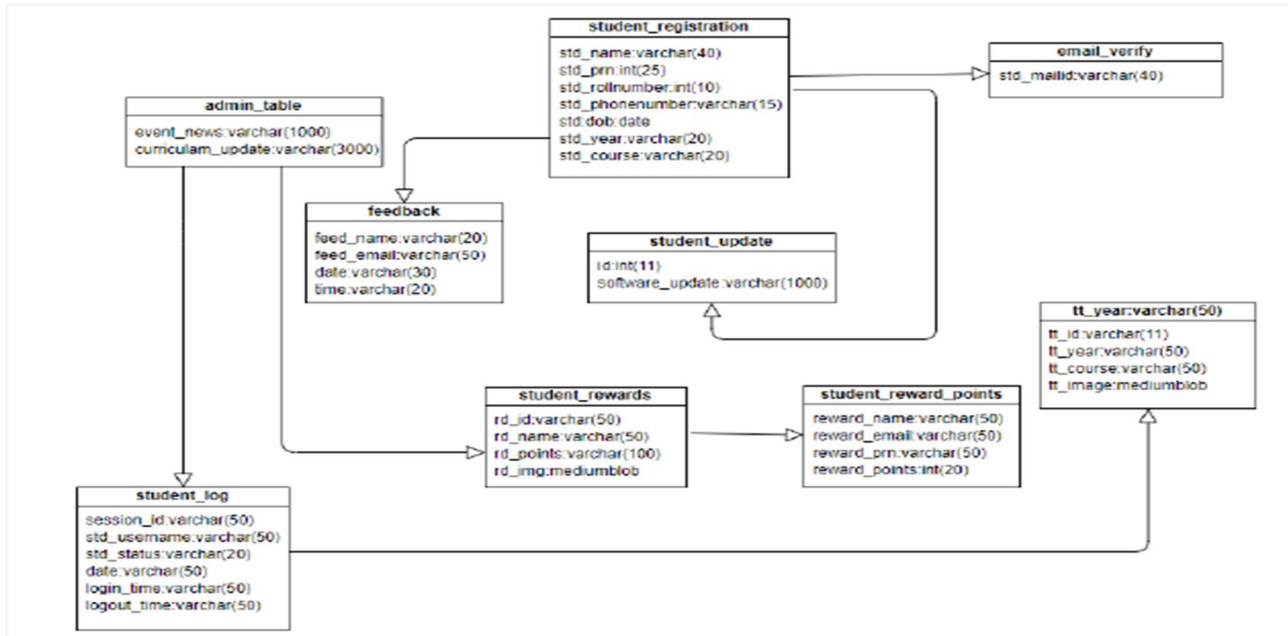 student_registration
std_name:varchar(40)
std_prn:int(25)
std_rollnumber:int(10)
std_phonenumber:varchar(15)
std:dob:date
std_year:varchar(20)
std_course:varchar(20)
email_verify
std_mailid:varchar(40)
admin_table
event_news:varchar(1000)
curriculam_update:varchar(3000)
feedback
feed_name:varchar(20)
feed_email:varchar(50)
date:varchar(30)
time:varchar(20)
student_update
id:int(11)
software_update:varchar(1000)
tt_year:varchar(50)
tt_id:varchar(11)
tt_year:varchar(50)
tt_course:varchar(50)
tt_image:mediumblob
student_rewards
rd_id:varchar(50)
rd_name:varchar(50)
rd_points:varchar(100)
rd_img:mediumblob
student_reward_points
reward_name:varchar(50)
reward_email:varchar(50)
reward_prn:varchar(50)
reward_points:int(20)
student_log
session_id:varchar(50)
std_username:varchar(50)
std_status:varchar(20)
date:varchar(50)
login_time:varchar(50)
logout_time:varchar(50)